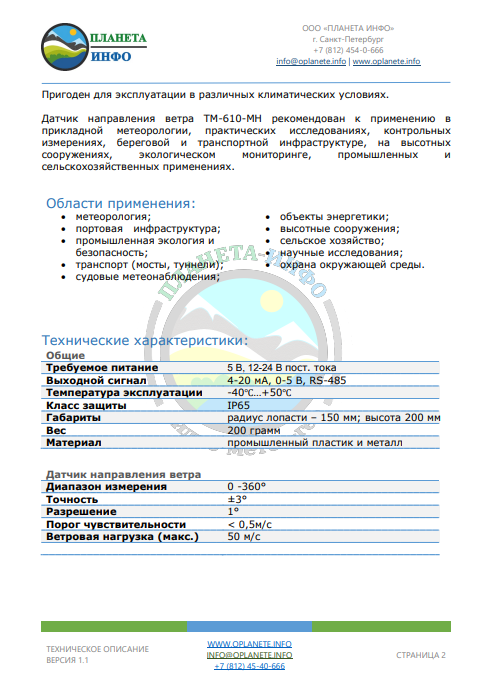 ПЛАНЕТА
ИНФО
ООО «ПЛАНЕТА ИНФО»
г. Санкт-Петербург
+7 (812) 454-0-666
info@oplanete.info | www.oplanete.info
Пригоден для эксплуатации в различных климатических условиях.
Датчик направления ветра ТМ-610-МН рекомендован к применению в
прикладной метеорологии, практических исследованиях, контрольных
измерениях, береговой и транспортной инфраструктуре, на высотных
сооружениях, экологическом мониторинге, промышленных и
сельскохозяйственных применениях.
Области применения:
• метеорология;
• портовая инфраструктура;
• промышленная экология и
безопасность;
• транспорт (мосты, туннели);
• судовые метеонаблюдения;
• объекты энергетики;
• высотные сооружения;
• сельское хозяйство;
• научные исследования;
• охрана окружающей среды.
ПЛАНЕТА-ИНФО
Технические характеристики:
Общие
Требуемое питание 5 В, 12-24 В пост. тока
Выходной сигнал 4-20 мА, 0-5 В, RS-485
Температура эксплуатации -40℃...+50℃
Класс защиты IP65
Габариты радиус лопасти – 150 мм; высота 200 мм
Вес 200 грамм
Материал промышленный пластик и металл
Датчик направления ветра
Диапазон измерения 0 -360°
Точность ±3°
Разрешение 1°
Порог чувствительности < 0,5м/с
Ветровая нагрузка (макс.) 50 м/с
ТЕХНИЧЕСКОЕ ОПИСАНИЕ
ВЕРСИЯ 1.1
WWW.OPLANETE.INFO
INFO@OPLANETE.INFO
+7 (812) 45-40-666
СТРАНИЦА 2